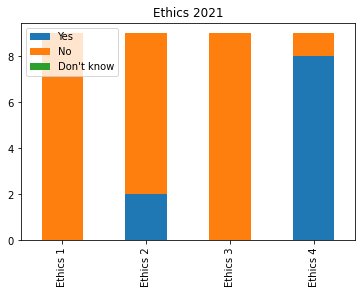 Ethics 2021
Yes
No
Don't know
8
6
4
2
0
Ethics 1
Ethics 2
Ethics 3
Ethics 4